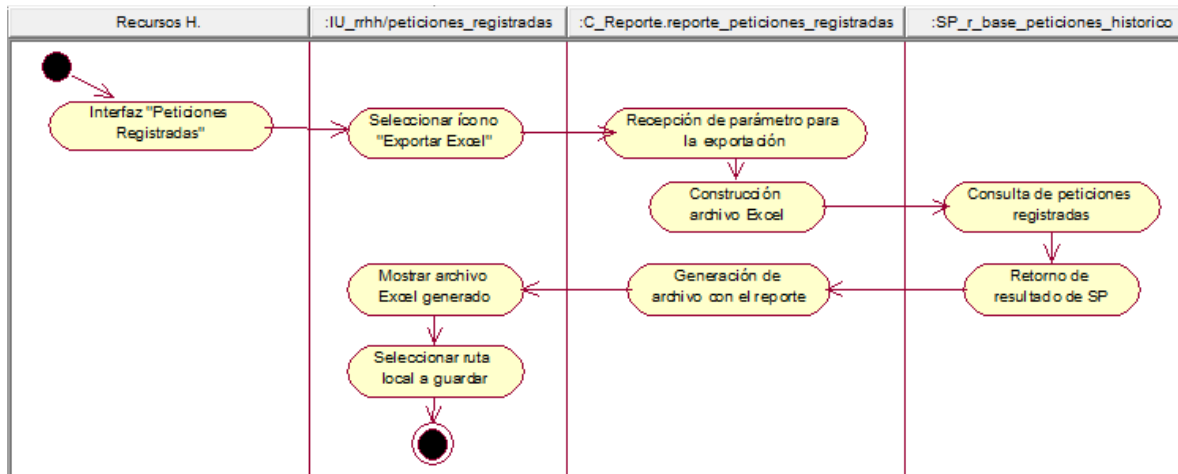 Recursos H.
:IU_rrhh/peticiones_registradas
:C_Reporte.reporte_peticiones_registradas
:SP_r_base_peticiones_historico
Interfaz "Peticiones
Registradas"
Seleccionar ícono
"Exportar Excel"
Recepción de parámetro para
la exportación
Construcción
archivo Excel
Consulta de peticiones
registradas
Mostrar archivo
Excel generado
Generación de
archivo con el reporte
Retorno de
resultado de SP
Seleccionar ruta
local a guardar